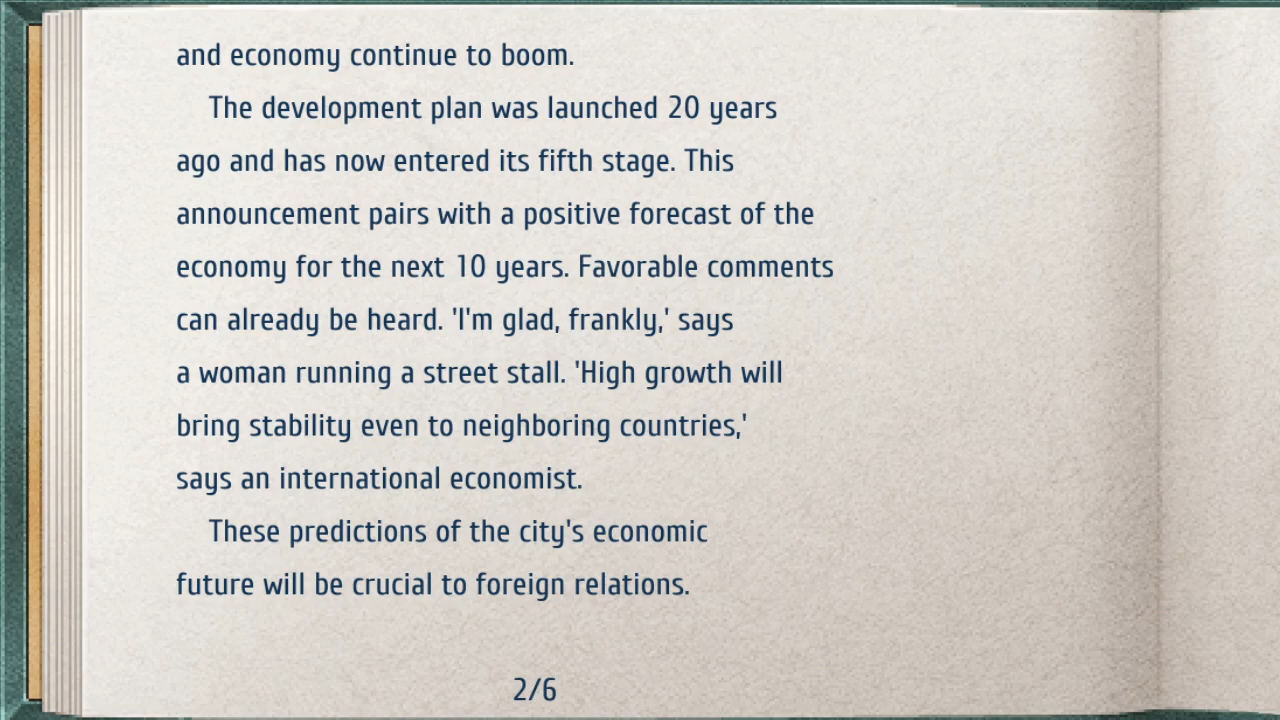 and economy continue to boom.
The development plan was launched 20 years
ago and has now entered its fifth stage. This
announcement pairs with a positive forecast of the
economy for the next 10 years. Favorable comments
can already be heard. 'I'm glad, frankly,' says
a woman running a street stall. 'High growth will
bring stability even to neighboring countries,'
says an international economist.
These predictions of the city's economic
future will be crucial to foreign relations.
2/6